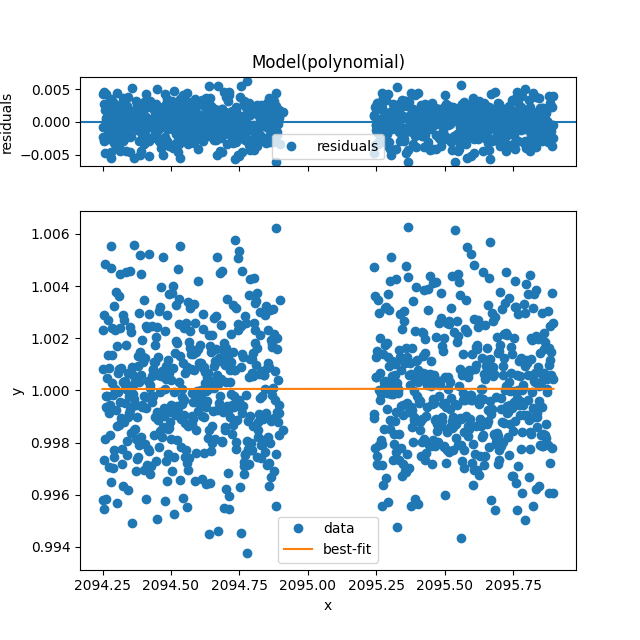 Model(polynomial)
residuals
0.005
0.000
−0.005
residuals
y
1.006
1.004
1.002
1.000
0.998
0.996
0.994
data
best-fit
2094.25 2094.50 2094.75 2095.00 2095.25 2095.50 2095.75
x